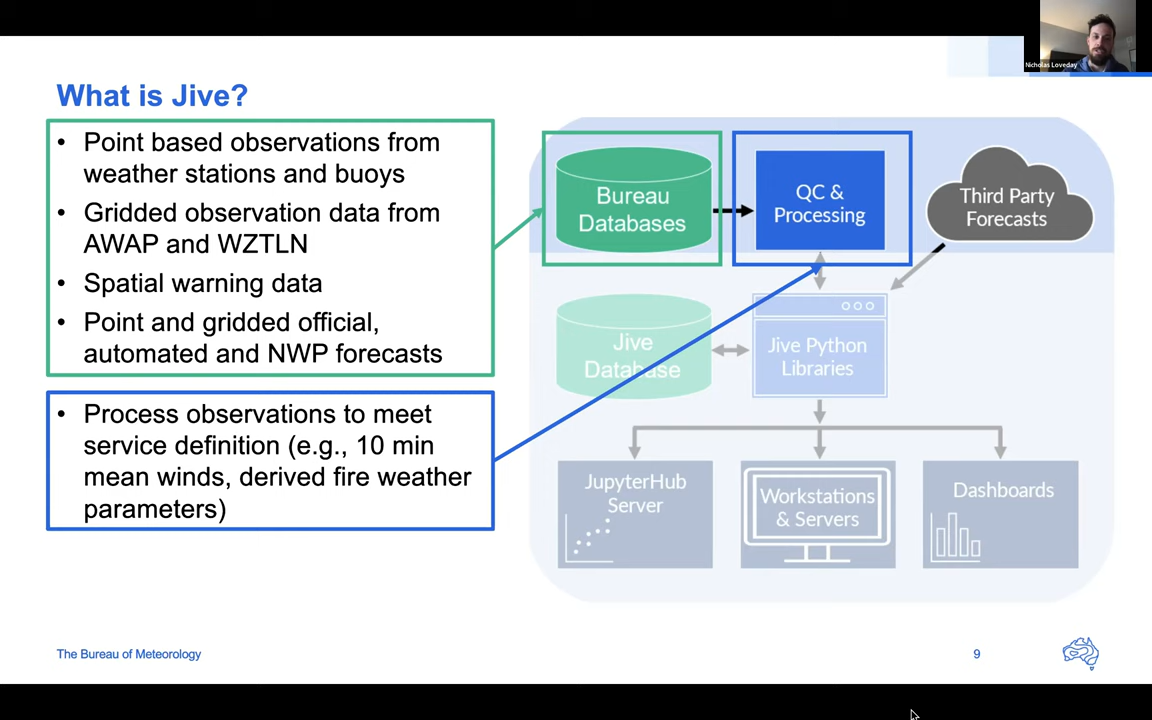 Nicholas Loveday
What is Jive?
• Point based observations from
weather stations and buoys
• Gridded observation data from
AWAP and WZTLN
• Spatial warning data
• Point and gridded official,
automated and NWP forecasts
• Process observations to meet
service definition (e.g., 10 min
mean winds, derived fire weather
parameters)
Bureau
Databases
QC &
Processing
Third Party
Forecasts
Jive
Database
Jive Python
Libraries
JupyterHub
Server
Workstations
& Servers
Dashboards
The Bureau of Meteorology
9